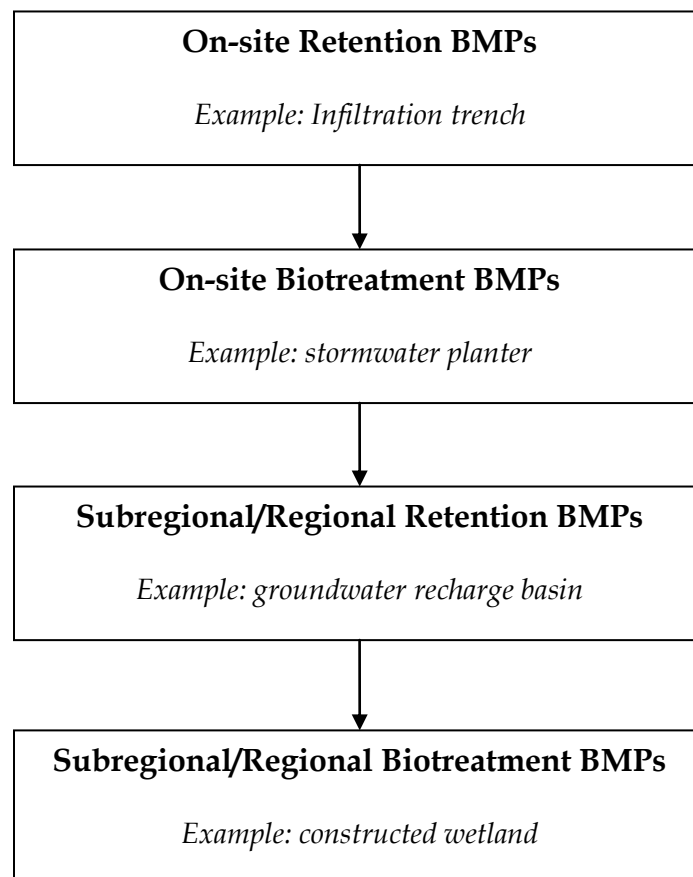 On-site Retention BMPs
Example: Infiltration trench
On-site Biotreatment BMPs
Example: stormwater planter
Subregional/Regional Retention BMPs
Example: groundwater recharge basin
Subregional/Regional Biotreatment BMPs
Example: constructed wetland